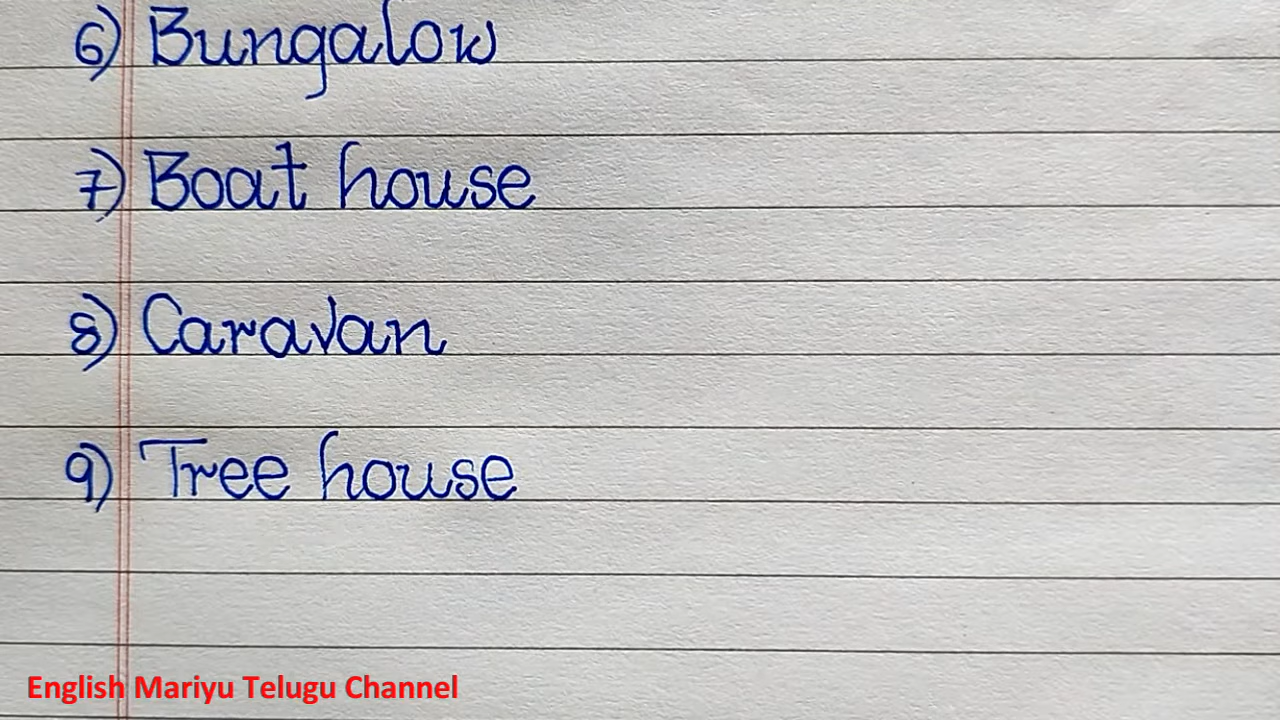 6) Bungalow
7) Boat house
8) Caravan
9) Tree house
English Mariyu Telugu Channel